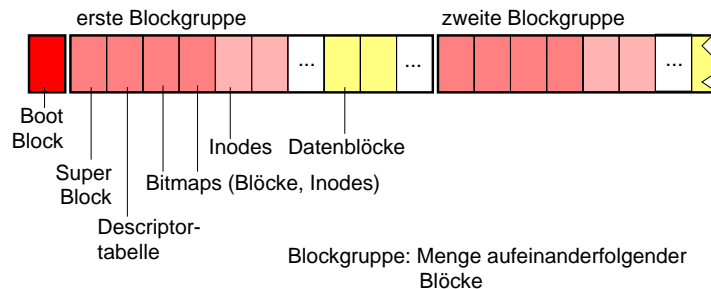 erste Blockgruppe
zweite Blockgruppe
...
...
...
Boot
Block
Inodes
Datenblöcke
Super
Block
Bitmaps (Blöcke, Inodes)
Descriptor-
tabelle
Blockgruppe: Menge aufeinanderfolgender
Blöcke